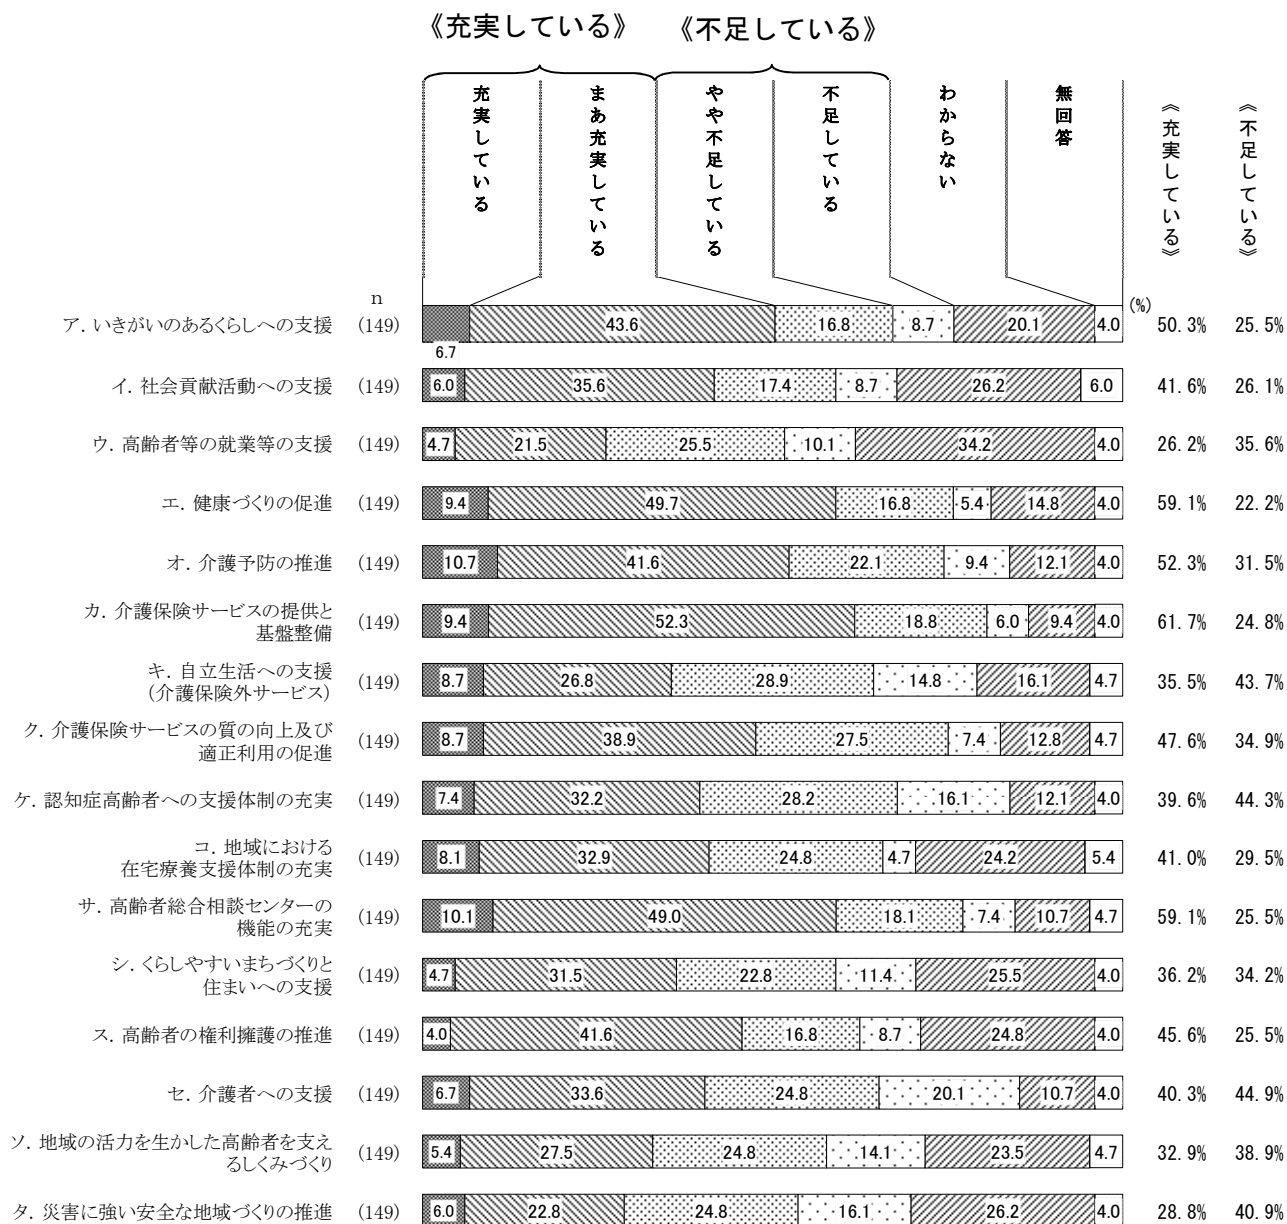 《充実している》 《不足している》
充実している
まあ充実している
やや不足している
不足している
わからない
無回答
《充実している》
《不足している》
n
(%)
ア. いきがいのあるくらしへの支援 (149) 43.6 16.8 8.7 20.1 4.0 50.3% 25.5%
6.7
イ. 社会貢献活動への支援 (149) 6.0 35.6 17.4 8.7 26.2 6.0 41.6% 26.1%
ウ. 高齢者等の就業等の支援 (149) 4.7 21.5 25.5 10.1 34.2 4.0 26.2% 35.6%
エ. 健康づくりの促進 (149) 9.4 49.7 16.8 5.4 14.8 4.0 59.1% 22.2%
オ. 介護予防の推進 (149) 10.7 41.6 22.1 9.4 12.1 4.0 52.3% 31.5%
カ. 介護保険サービスの提供と
基盤整備 (149) 9.4 52.3 18.8 6.0 9.4 4.0 61.7% 24.8%
キ. 自立生活への支援
(介護保険外サービス) (149) 8.7 26.8 28.9 14.8 16.1 4.7 35.5% 43.7%
ク. 介護保険サービスの質の向上及び
適正利用の促進 (149) 8.7 38.9 27.5 7.4 12.8 4.7 47.6% 34.9%
ケ. 認知症高齢者への支援体制の充実 (149) 7.4 32.2 28.2 16.1 12.1 4.0 39.6% 44.3%
コ. 地域における
在宅療養支援体制の充実 (149) 8.1 32.9 24.8 4.7 24.2 5.4 41.0% 29.5%
サ. 高齢者総合相談センターの
機能の充実 (149) 10.1 49.0 18.1 7.4 10.7 4.7 59.1% 25.5%
シ. くらしやすいまちづくりと
住まいへの支援 (149) 4.7 31.5 22.8 11.4 25.5 4.0 36.2% 34.2%
ス. 高齢者の権利擁護の推進 (149) 4.0 41.6 16.8 8.7 24.8 4.0 45.6% 25.5%
セ. 介護者への支援 (149) 6.7 33.6 24.8 20.1 10.7 4.0 40.3% 44.9%
ソ. 地域の活力を生かした高齢者を支え
るしくみづくり (149) 5.4 27.5 24.8 14.1 23.5 4.7 32.9% 38.9%
タ. 災害に強い安全な地域づくりの推進 (149) 6.0 22.8 24.8 16.1 26.2 4.0 28.8% 40.9%